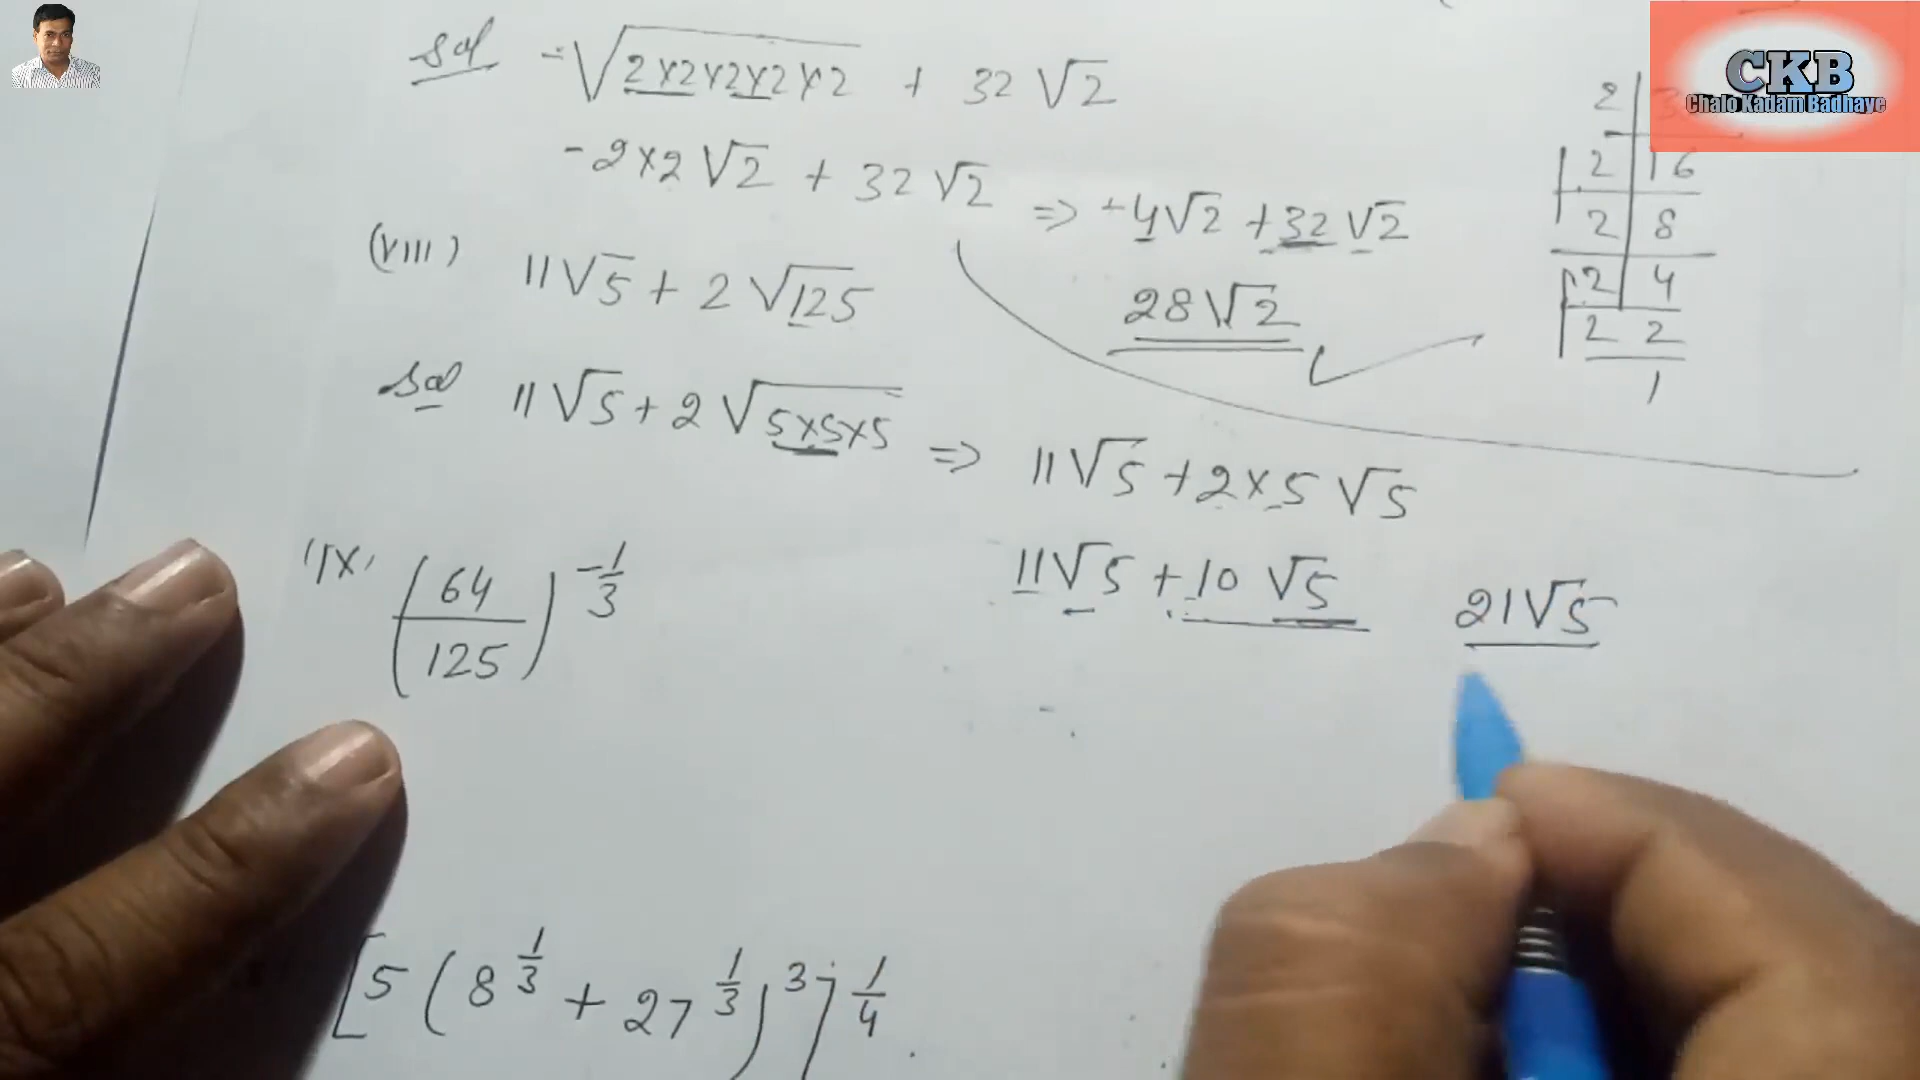 CKB
Chalo Kadam Badhaye
Sol -√2×2×2×2×2 + 32√2
-2×2√2 + 32√2 ⇒ -4√2 + 32√2
28√2
2 | 3
2 | 16
2 | 8
2 | 4
2 | 2
1
(VIII) 11√5 + 2√125
Sol 11√5 + 2√5×5×5 ⇒ 11√5 + 2×5√5
11√5 + 10√5 21√5
(IX) (64/125)^-1/3
[5(8^1/3 + 27^1/3)^3]^1/4